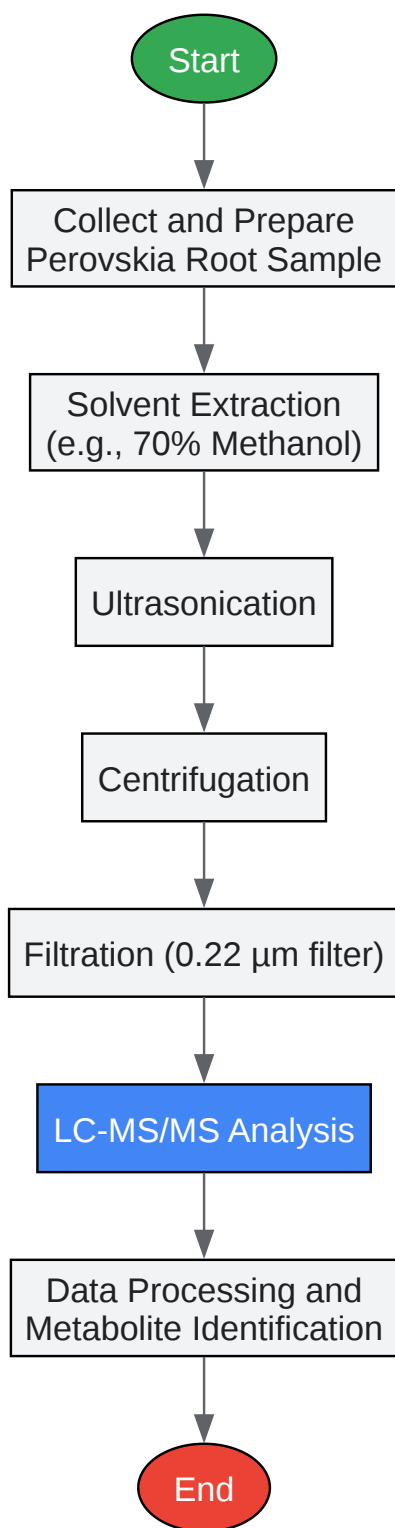 Start
Collect and Prepare
Perovskia Root Sample
Solvent Extraction
(e.g., 70% Methanol)
Ultrasonication
Centrifugation
Filtration (0.22 µm filter)
LC-MS/MS Analysis
Data Processing and
Metabolite Identification
End